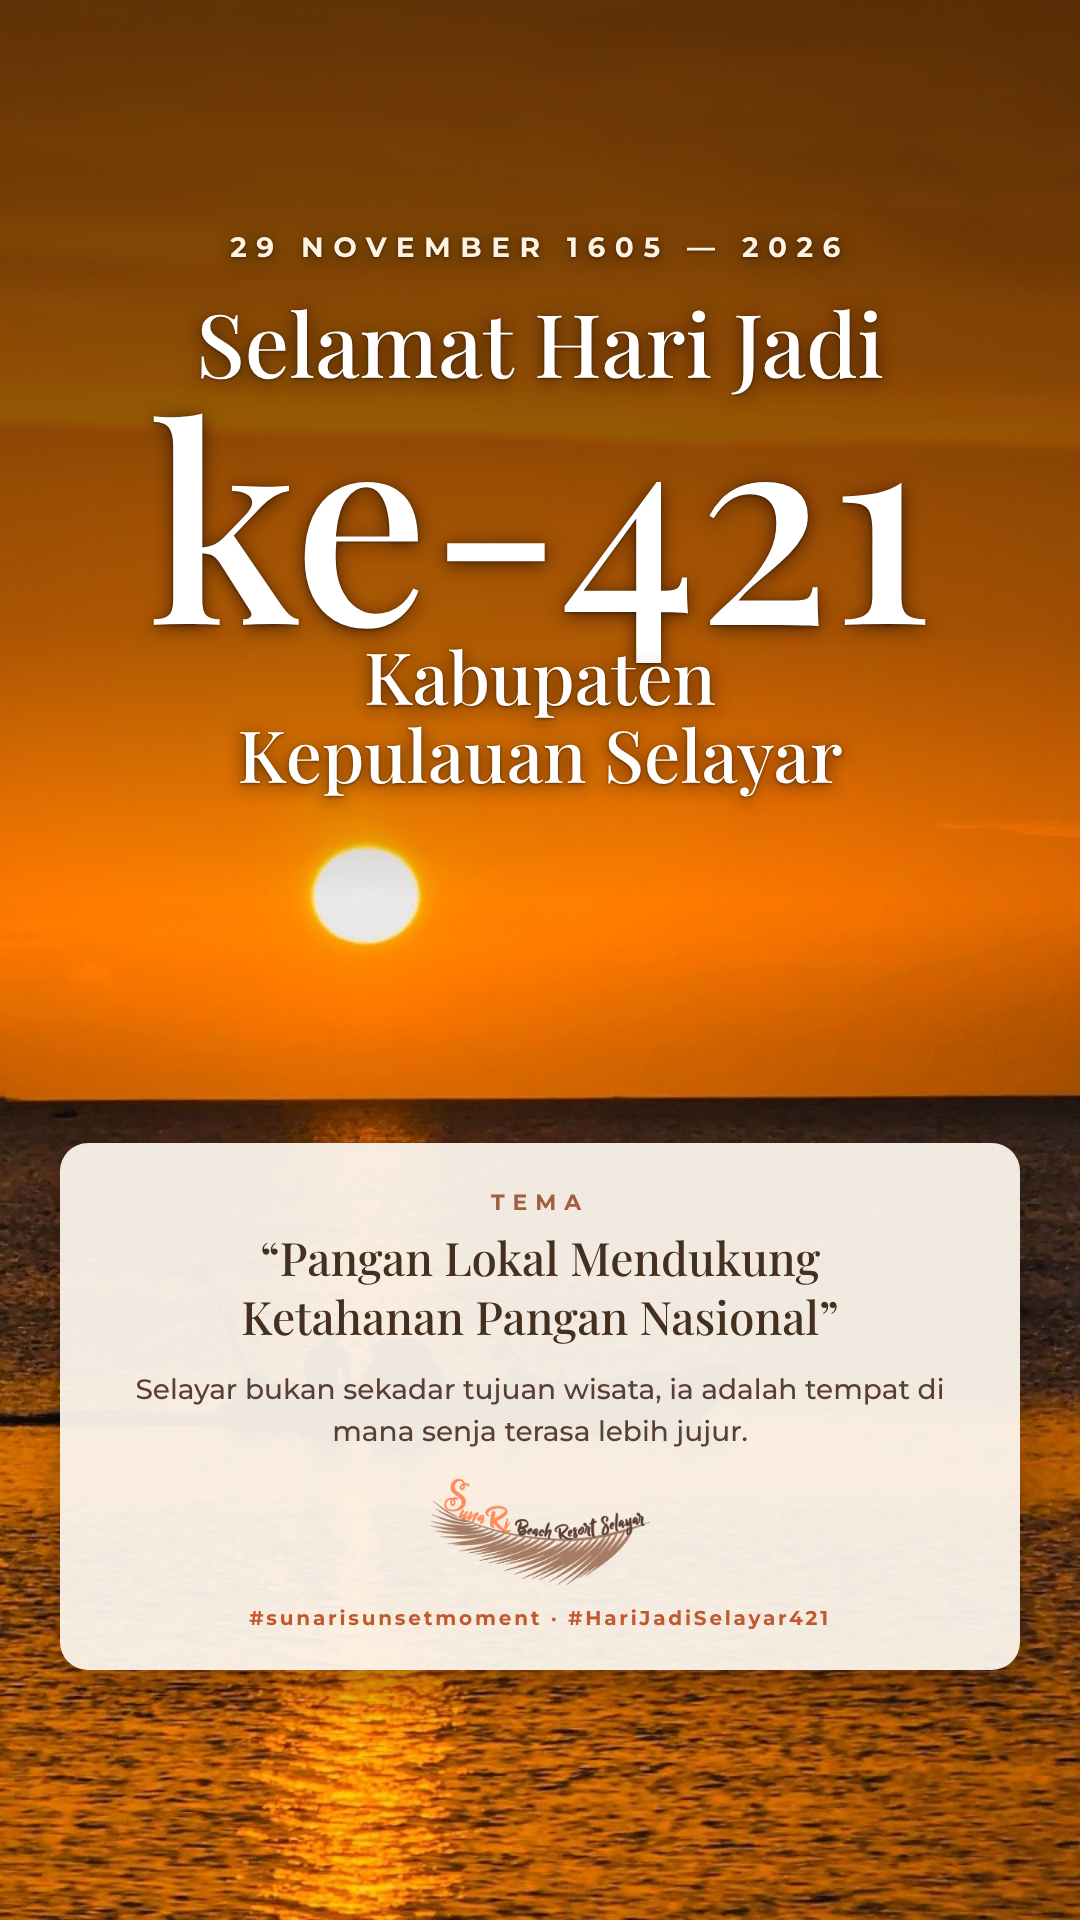 29 NOVEMBER 1605 — 2026
Selamat Hari Jadi
ke-421
Kabupaten
Kepulauan Selayar
TEMA
“Pangan Lokal Mendukung
Ketahanan Pangan Nasional”
Selayar bukan sekadar tujuan wisata, ia adalah tempat di
mana senja terasa lebih jujur.
SunaRi Beach Resort Selayar
#sunarisunsetmoment · #HariJadiSelayar421